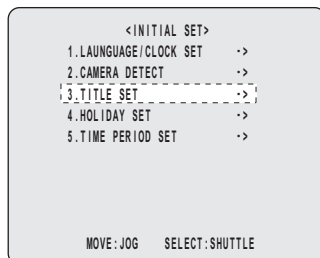 <INITIAL SET>
1.LAUNGUAGE/CLOCK SET ->
2.CAMERA DETECT ->
3.TITLE SET ->
4.HOLIDAY SET ->
5.TIME PERIOD SET ->
MOVE:JOG SELECT:SHUTTLE